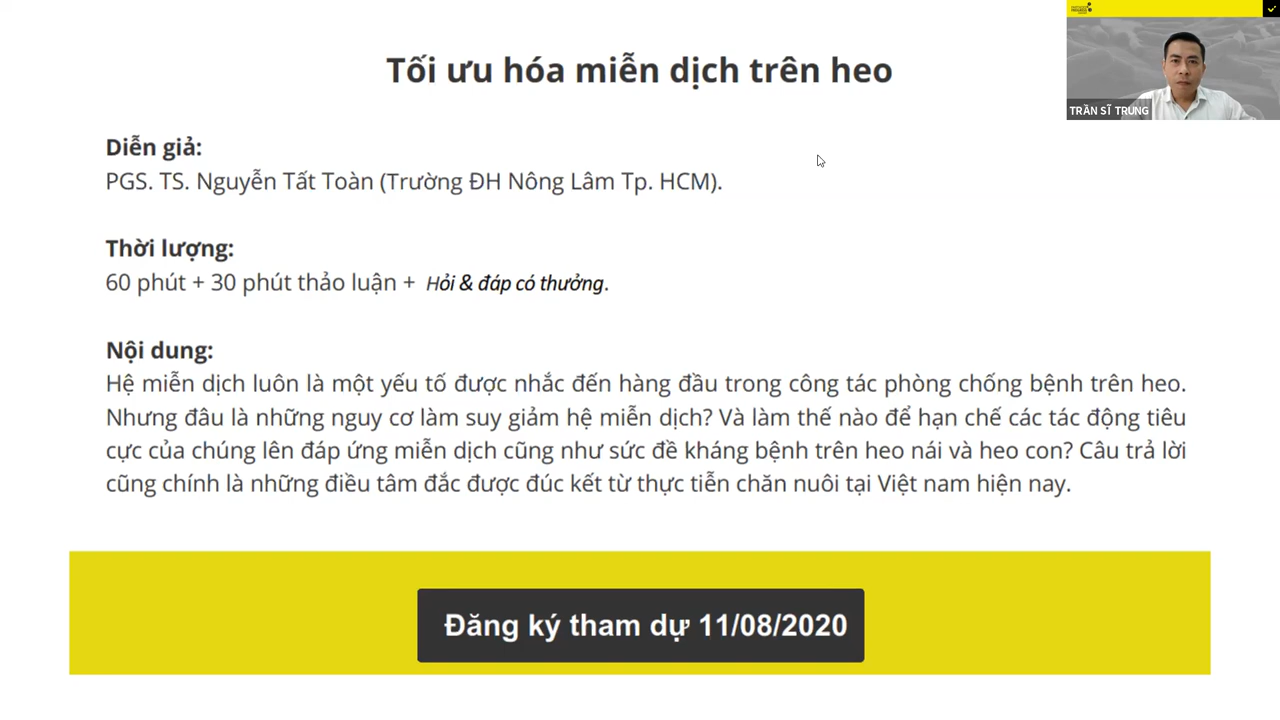 Tối ưu hóa miễn dịch trên heo
TRẦN SĨ TRUNG
Diễn giả:
PGS. TS. Nguyễn Tất Toàn (Trường ĐH Nông Lâm Tp. HCM).
Thời lượng:
60 phút + 30 phút thảo luận + Hỏi & đáp có thưởng.
Nội dung:
Hệ miễn dịch luôn là một yếu tố được nhắc đến hàng đầu trong công tác phòng chống bệnh trên heo.
Nhưng đâu là những nguy cơ làm suy giảm hệ miễn dịch? Và làm thế nào để hạn chế các tác động tiêu
cực của chúng lên đáp ứng miễn dịch cũng như sức đề kháng bệnh trên heo nái và heo con? Câu trả lời
cũng chính là những điều tâm đắc được đúc kết từ thực tiễn chăn nuôi tại Việt nam hiện nay.
Đăng ký tham dự 11/08/2020